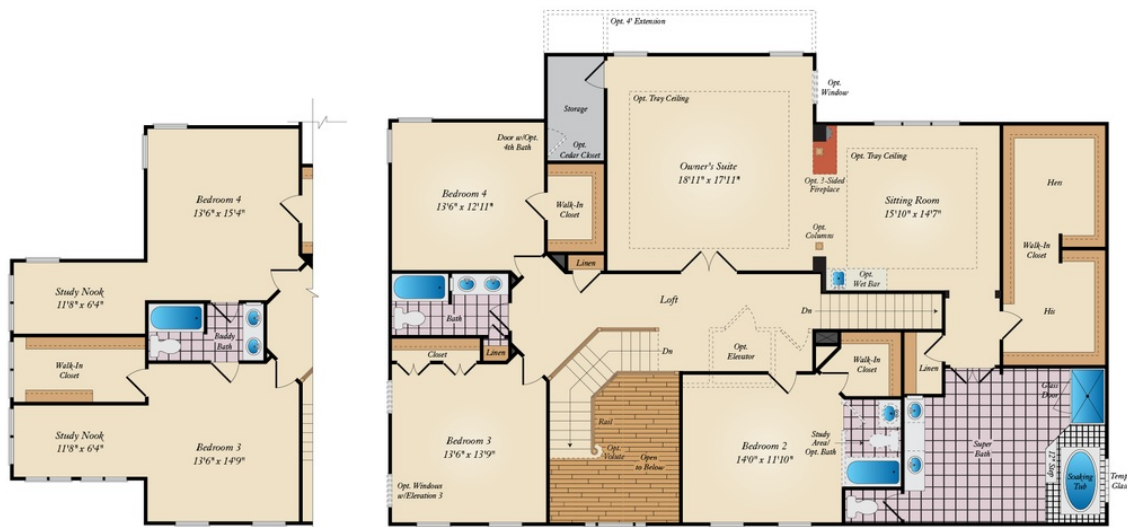 Bedroom 4
13'6" x 15'4"
Study Nook
11'8" x 6'4"
Buddy
Bath
Walk-In
Closet
Study Nook
11'8" x 6'4"
Bedroom 3
13'6" x 14'9"
Opt. 4' Extension
Storage
Opt.
Cedar Closet
Opt. Tray Ceiling
Opt.
Window
Door w/Opt.
4th Bath
Bedroom 4
13'6" x 12'11"
Walk-In
Closet
Owner's Suite
18'11" x 17'11"
Opt. 3-Sided
Fireplace
Opt.
Columns
Opt. Tray Ceiling
Sitting Room
15'10" x 14'7"
Hers
Walk-In
Closet
His
Linen
Opt.
Wet Bar
Loft
Dn
Bath
Linen
Closet
Dn
Opt.
Elevator
Walk-In
Closet
Linen
Bedroom 3
13'6" x 13'9"
Opt. Windows
w/Elevation 3
Rail
Opt.
Volute
Open
to Below
Bedroom 2
14'0" x 11'10"
Study
Area/
Opt. Bath
Super
Bath
Glass
Door
12" Step
Soaking
Tub
Temp
Glas